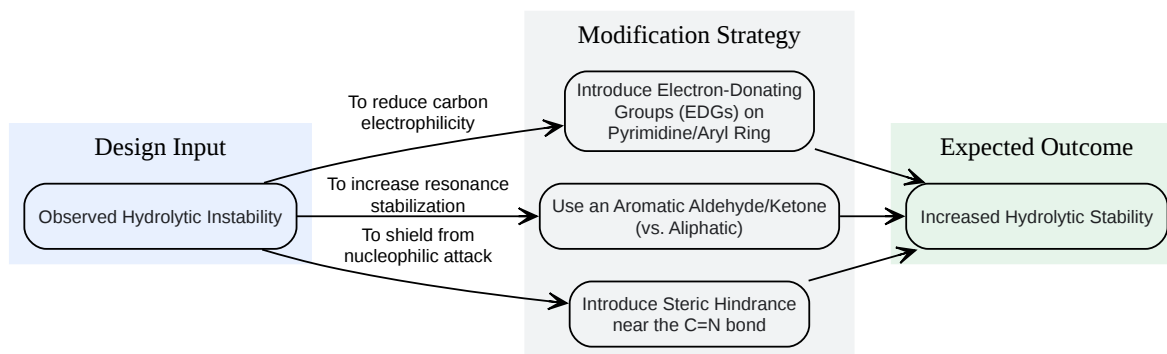 Modification Strategy
Design Input
Expected Outcome
To reduce carbon
electrophilicity
Introduce Electron-Donating
Groups (EDGs) on
Pyrimidine/Aryl Ring
Observed Hydrolytic Instability
To increase resonance
stabilization
Use an Aromatic Aldehyde/Ketone
(vs. Aliphatic)
Increased Hydrolytic Stability
To shield from
nucleophilic attack
Introduce Steric Hindrance
near the C=N bond